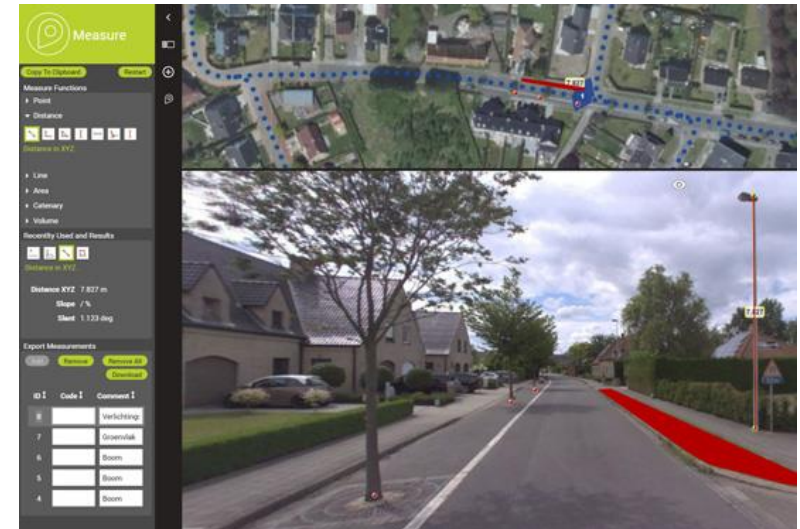 Measure
Copy To Clipboard
Restart
Measure Functions
Point
Distance
Distance in XYZ
Line
Area
Catenary
Volume
Recently Used and Results
Distance in XYZ
Distance XYZ 7.827 m
Slope / %
Slant 1.123 deg
Export Measurements
Add Remove Remove All
Download
ID Code Comment
8 Verlichting
7 Groenvlak
6 Boom
5 Boom
4 Boom
7.827
7.827